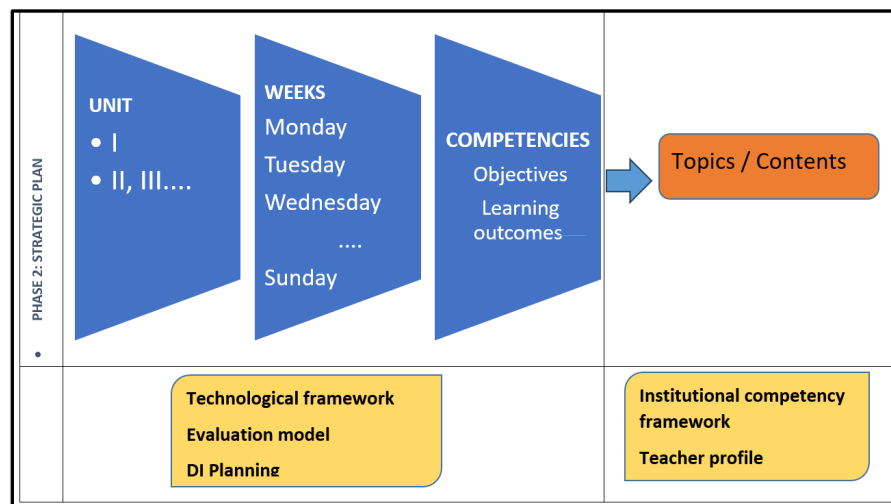 PHASE 2: STRATEGIC PLAN
UNIT
• I
• II, III....
WEEKS
Monday
Tuesday
Wednesday
....
Sunday
COMPETENCIES
Objectives
Learning
outcomes
Topics / Contents
Technological framework
Evaluation model
DI Planning
Institutional competency
framework
Teacher profile